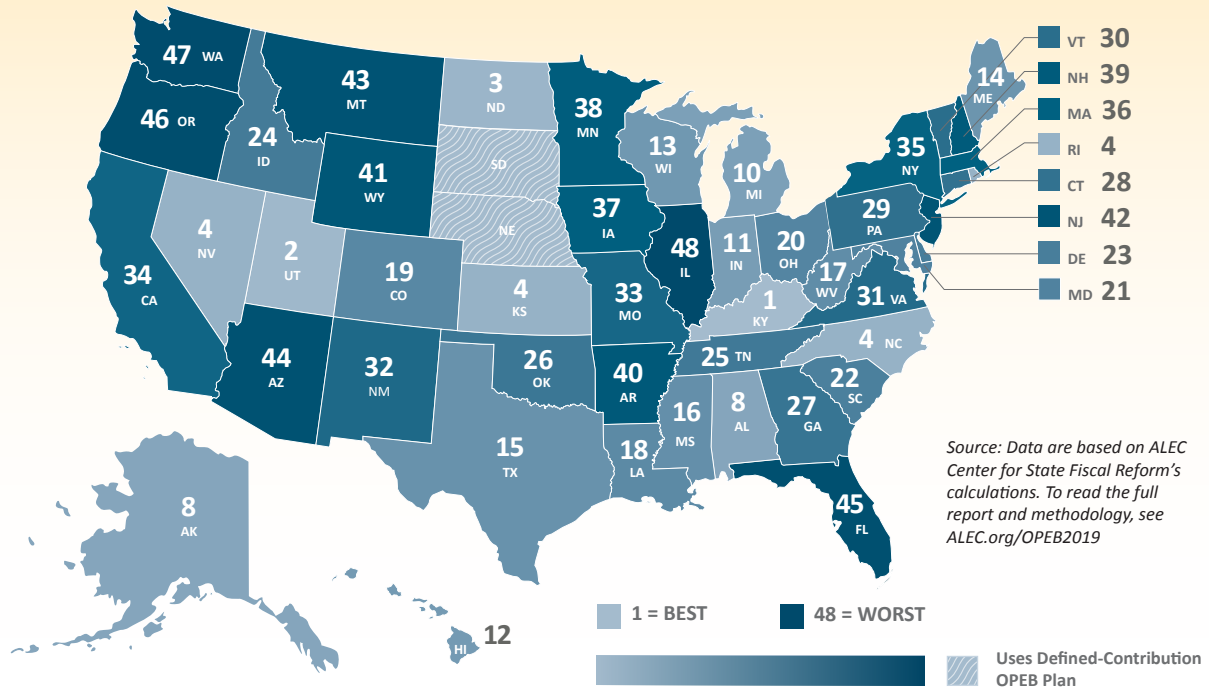 47 WA
46 OR
43
MT
24
ID
41
WY
3
ND
SD
NE
38
MN
13
WI
10
MI
35
NY
14
ME
VT 30
NH 39
MA 36
RI 4
CT 28
NJ 42
DE 23
MD 21
34
CA
4
NV
2
UT
19
CO
4
KS
37
IA
48
IL
11
IN
20
OH
29
PA
17
WV
31 VA
33
MO
1
KY
4 NC
25 TN
44
AZ
32
NM
26
OK
40
AR
22
SC
27
GA
8
AL
16
MS
18
LA
15
TX
45
FL
8
AK
HI 12
Source: Data are based on ALEC
Center for State Fiscal Reform's
calculations. To read the full
report and methodology, see
ALEC.org/OPEB2019
1 = BEST
48 = WORST
Uses Defined-Contribution
OPEB Plan